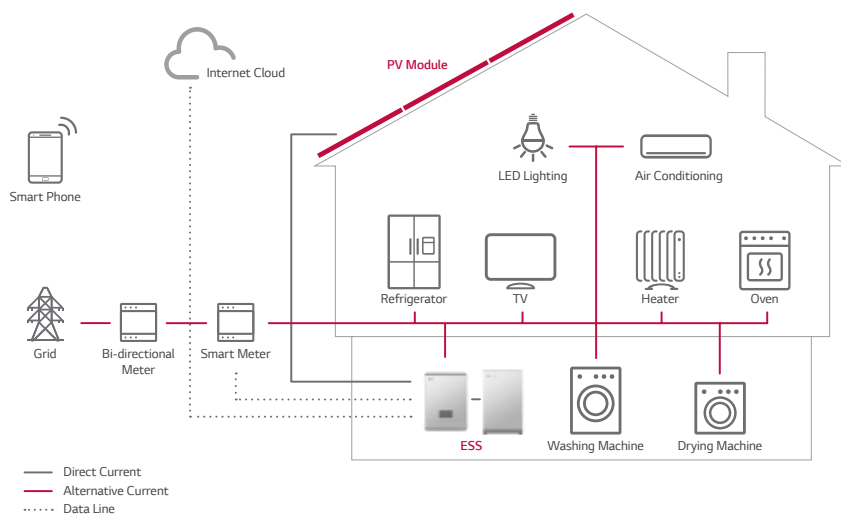 PV Module
Internet Cloud
Smart Phone
LED Lighting
Air Conditioning
Refrigerator
TV
Heater
Oven
Grid
Bi-directional
Meter
Smart Meter
ESS
Washing Machine
Drying Machine
Direct Current
Alternative Current
Data Line